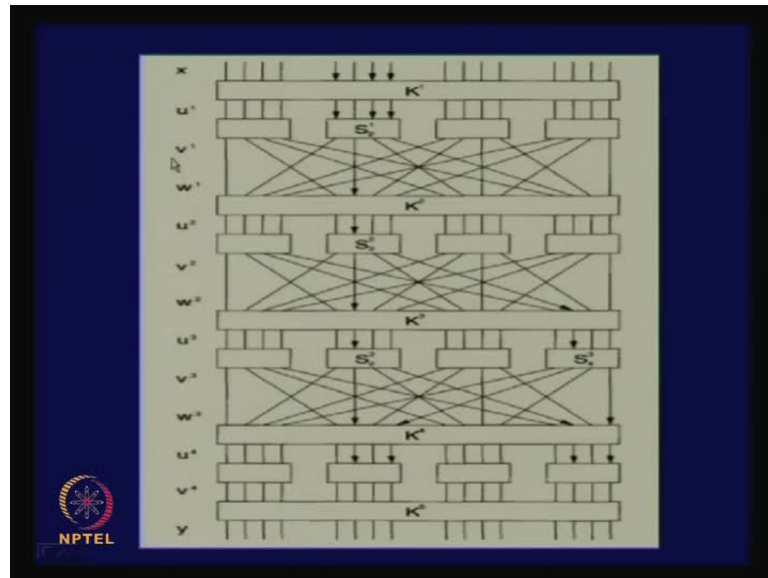 x
K¹
u¹
S₂¹
v¹
w¹
K²
u²
S₂²
v²
w²
K³
u³
S₂³ S₄³
v³
w³
K⁴
u⁴
v⁴
K⁵
y
NPTEL